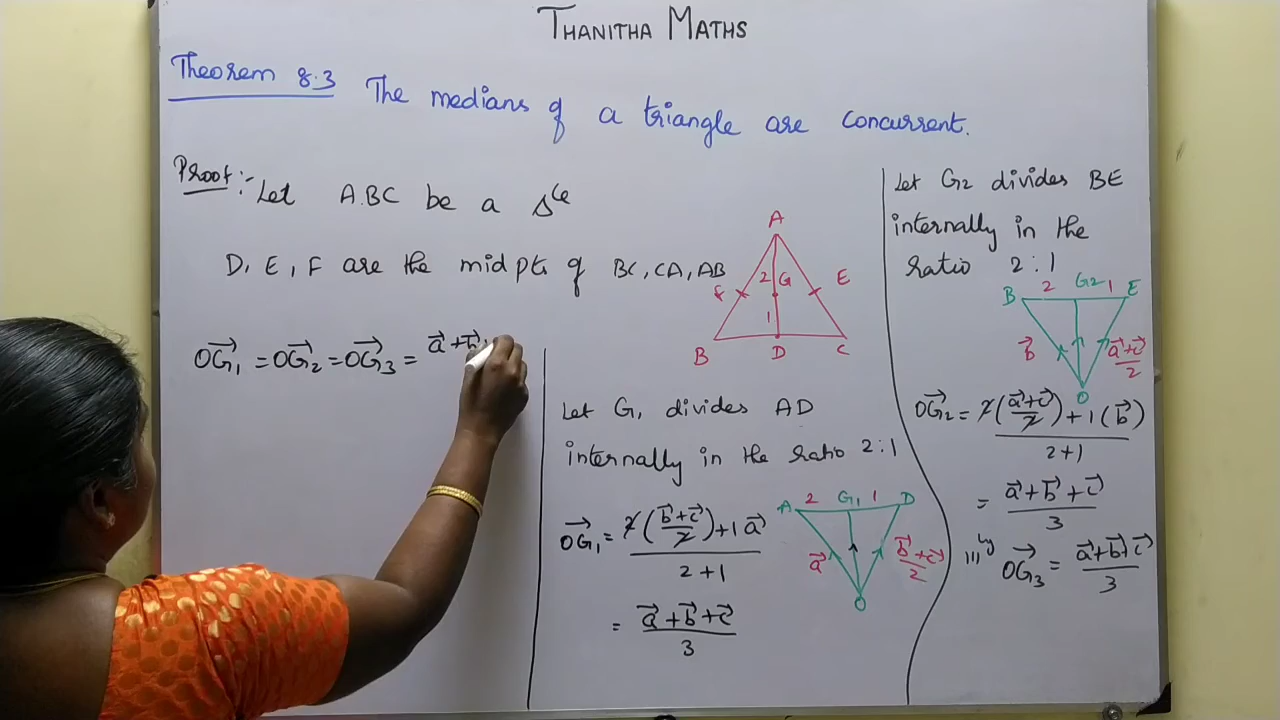 THANITHA MATHS
Theorem 8.3 The medians of a triangle are concurrent.
Proof:- Let ABC be a Δle
D, E, F are the mid pts of BC, CA, AB
OG⃗₁ = OG⃗₂ = OG⃗₃ = a⃗ + b⃗
A
F 2 G E
1
B D C
Let G₁ divides AD
internally in the ratio 2:1
OG⃗₁ = (2((b⃗+c⃗)/2) + 1 a⃗)/(2+1)
= (a⃗ + b⃗ + c⃗)/3
A 2 G₁ 1 D
a⃗ (b⃗+c⃗)/2
O
Let G2 divides BE
internally in the
ratio 2:1
B 2 G2 1 E
b⃗ (a⃗+c⃗)/2
O
OG⃗₂ = (2((a⃗+c⃗)/2) + 1(b⃗))/(2+1)
= (a⃗ + b⃗ + c⃗)/3
IIIly OG⃗₃ = (a⃗+b⃗+c⃗)/3